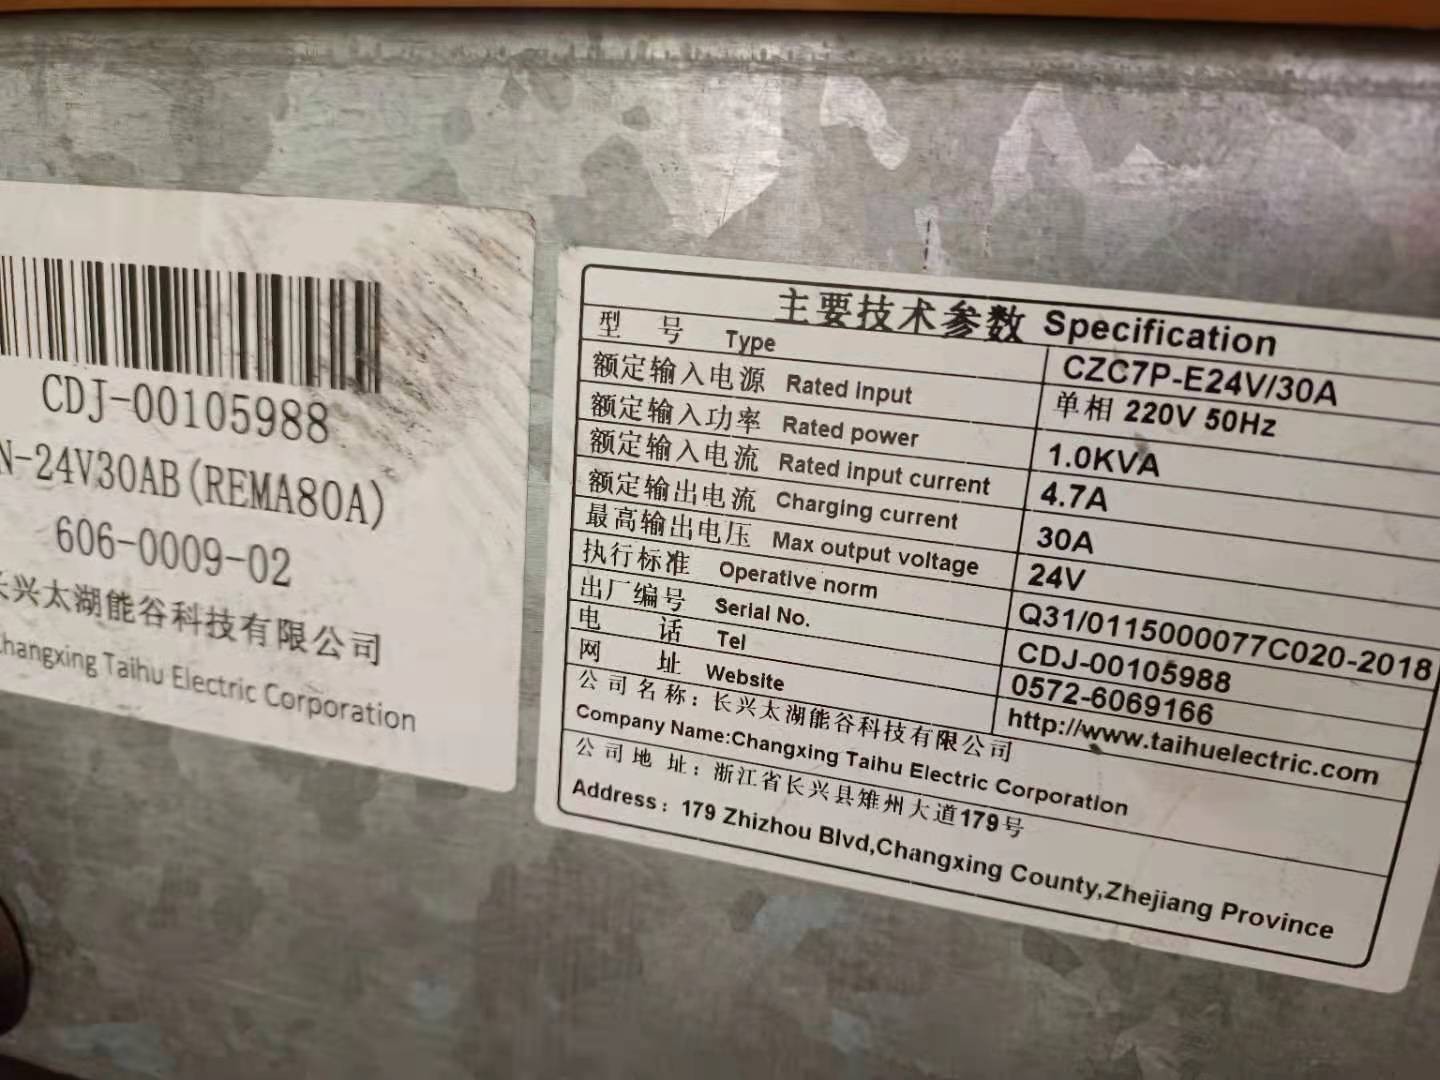 CDJ-00105988
N-24V30AB(REMA80A)
606-0009-02
长兴太湖能谷科技有限公司
Changxing Taihu Electric Corporation
主要技术参数 Specification
型 号 Type CZC7P-E24V/30A
额定输入电源 Rated input 单相 220V 50Hz
额定输入功率 Rated power 1.0KVA
额定输入电流 Rated input current 4.7A
额定输出电流 Charging current 30A
最高输出电压 Max output voltage 24V
执行标准 Operative norm Q31/0115000077C020-2018
出厂编号 Serial No. CDJ-00105988
电 话 Tel 0572-6069166
网 址 Website http://www.taihuelectric.com
公司名称：长兴太湖能谷科技有限公司
Company Name:Changxing Taihu Electric Corporation
公司地址：浙江省长兴县雉州大道179号
Address：179 Zhizhou Blvd,Changxing County,Zhejiang Province